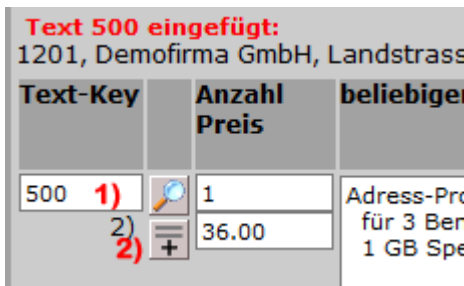 Text 500 eingefügt:
1201, Demofirma GmbH, Landstrass
Text-Key Anzahl Preis beliebige
500 1) 1 Adress-Pro
2) 2) 36.00 für 3 Ben
1 GB Spe